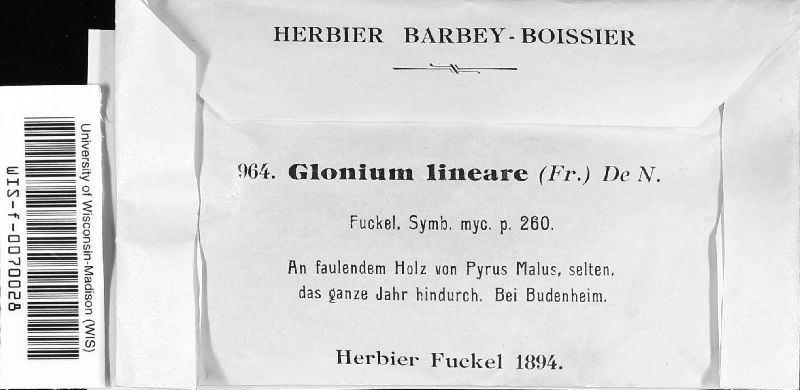 HERBIER BARBEY-BOISSIER
964. Glonium lineare (Fr.) De N.
Fuckel, Symb. myc. p. 260.
An faulendem Holz von Pyrus Malus, selten,
das ganze Jahr hindurch. Bei Budenheim.
Herbier Fuckel 1894.
University of Wisconsin-Madison (WIS)
WIS-f-0070028